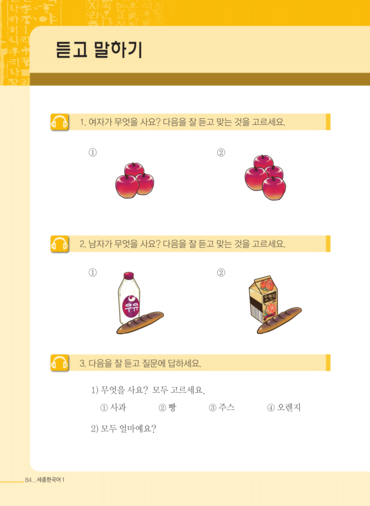 듣고 말하기
1. 여자가 무엇을 사요? 다음을 잘 듣고 맞는 것을 고르세요.
① ②
2. 남자가 무엇을 사요? 다음을 잘 듣고 맞는 것을 고르세요.
① ②
우유
3. 다음을 잘 듣고 질문에 답하세요.
1) 무엇을 사요? 모두 고르세요.
① 사과 ② 빵 ③ 주스 ④ 오렌지
2) 모두 얼마예요?
84_ 세종한국어 1